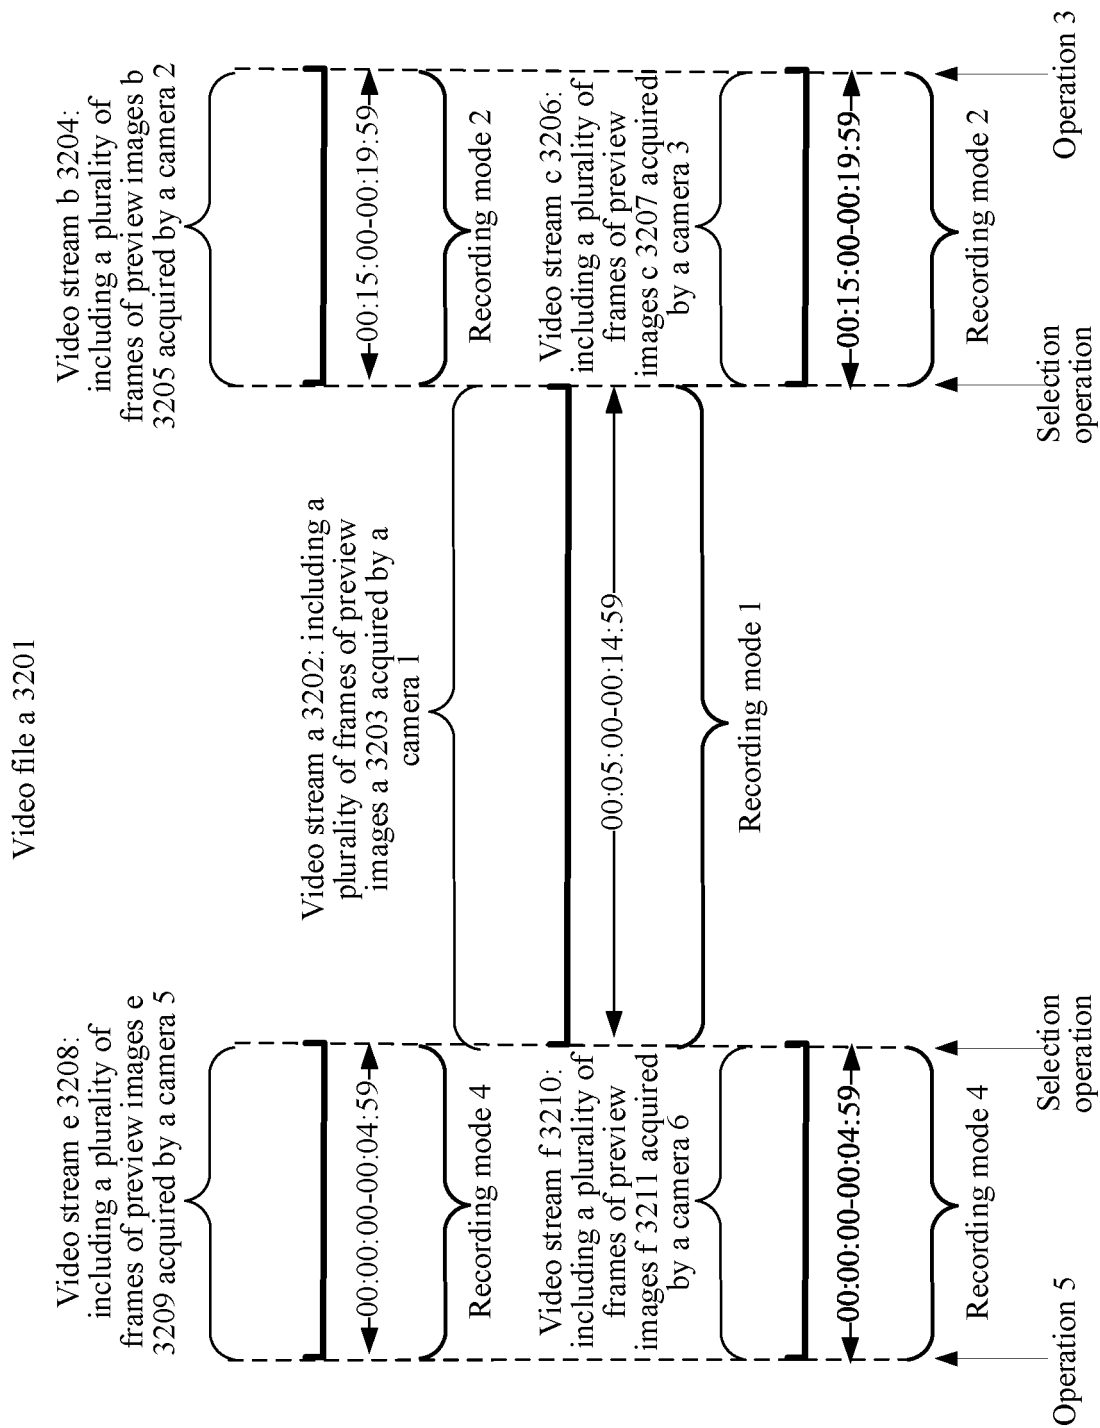 Video file a 3201
Video stream e 3208:
including a plurality of
frames of preview images e
3209 acquired by a camera 5
00:00:00-00:04:59
Recording mode 4
Video stream f 3210:
including a plurality of
frames of preview
images f 3211 acquired
by a camera 6
00:00:00-00:04:59
Recording mode 4
Video stream a 3202: including a
plurality of frames of preview
images a 3203 acquired by a
camera 1
00:05:00-00:14:59
Recording mode 1
Video stream b 3204:
including a plurality of
frames of preview images b
3205 acquired by a camera 2
00:15:00-00:19:59
Recording mode 2
Video stream c 3206:
including a plurality of
frames of preview
images c 3207 acquired
by a camera 3
00:15:00-00:19:59
Recording mode 2
Operation 5
Selection
operation
Selection
operation
Operation 3